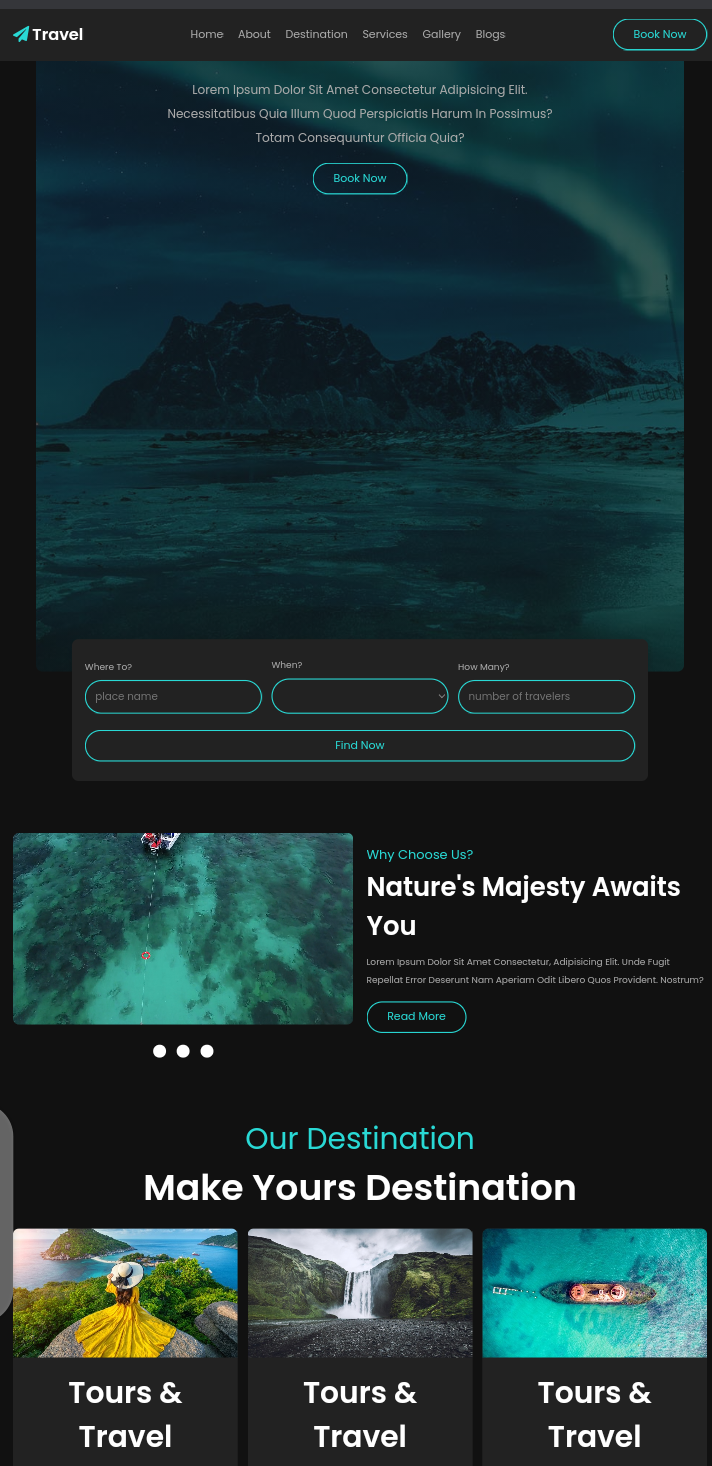 Travel
Home About Destination Services Gallery Blogs
Book Now
Lorem Ipsum Dolor Sit Amet Consectetur Adipisicing Elit.
Necessitatibus Quia Illum Quod Perspiciatis Harum In Possimus?
Totam Consequuntur Officia Quia?
Book Now
Where To? When? How Many?
place name number of travelers
Find Now
Why Choose Us?
Nature's Majesty Awaits
You
Lorem Ipsum Dolor Sit Amet Consectetur, Adipisicing Elit. Unde Fugit
Repellat Error Deserunt Nam Aperiam Odit Libero Quos Provident. Nostrum?
Read More
Our Destination
Make Yours Destination
Tours &
Travel
Tours &
Travel
Tours &
Travel